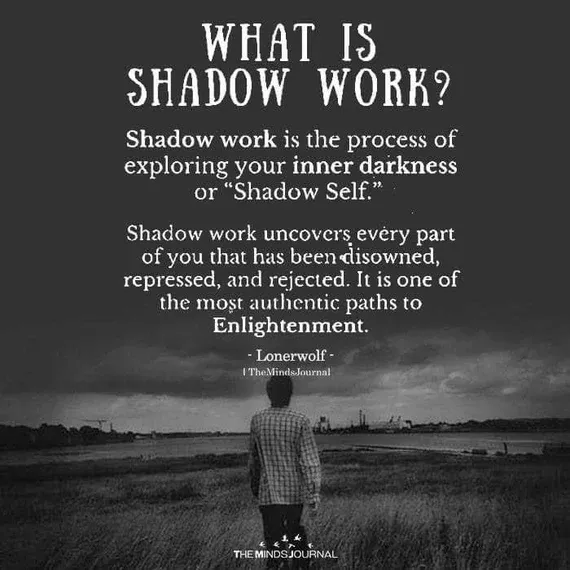 WHAT IS
SHADOW WORK?
Shadow work is the process of
exploring your inner darkness
or “Shadow Self.”
Shadow work uncovers every part
of you that has been disowned,
repressed, and rejected. It is one of
the most authentic paths to
Enlightenment.
- Lonerwolf -
| TheMindsJournal
THE MINDS JOURNAL